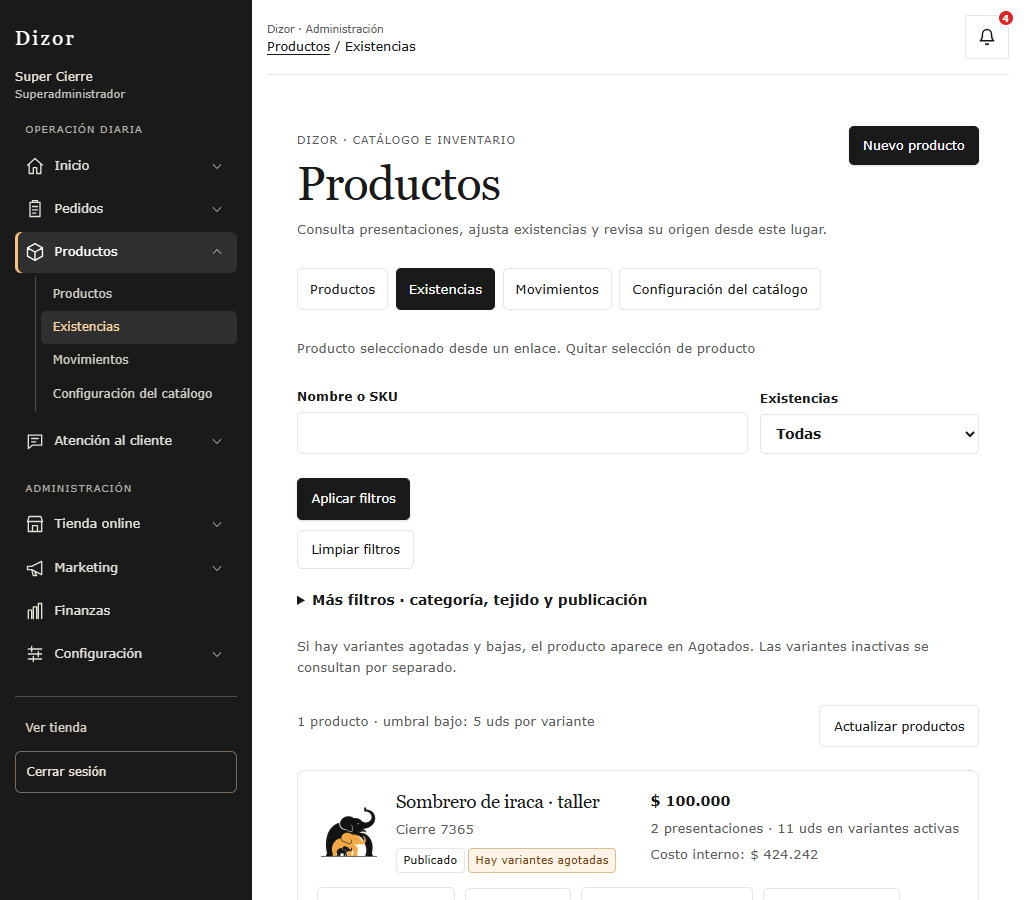 Dizor
Super Cierre
Superadministrador
OPERACIÓN DIARIA
Inicio
Pedidos
Productos
Productos
Existencias
Movimientos
Configuración del catálogo
Atención al cliente
ADMINISTRACIÓN
Tienda online
Marketing
Finanzas
Configuración
Ver tienda
Cerrar sesión
Dizor · Administración
Productos / Existencias
4
DIZOR · CATÁLOGO E INVENTARIO
Nuevo producto
Productos
Consulta presentaciones, ajusta existencias y revisa su origen desde este lugar.
Productos Existencias Movimientos Configuración del catálogo
Producto seleccionado desde un enlace. Quitar selección de producto
Nombre o SKU
Existencias
Todas
Aplicar filtros
Limpiar filtros
Más filtros · categoría, tejido y publicación
Si hay variantes agotadas y bajas, el producto aparece en Agotados. Las variantes inactivas se
consultan por separado.
1 producto · umbral bajo: 5 uds por variante
Actualizar productos
Sombrero de iraca · taller
Cierre 7365
Publicado Hay variantes agotadas
$ 100.000
2 presentaciones · 11 uds en variantes activas
Costo interno: $ 424.242